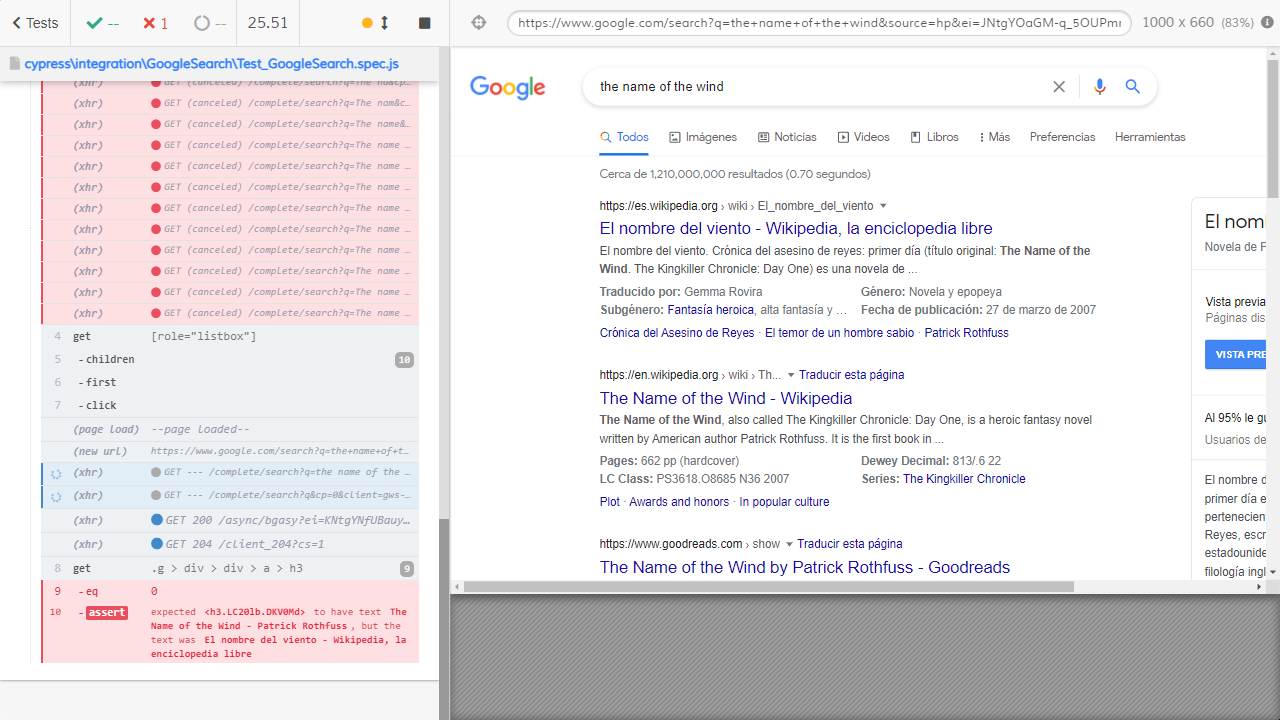 Tests
--
1
--
25.51
https://www.google.com/search?q=the+name+of+the+wind&source=hp&ei=JNtgYOaGM-q_5OUPmr
1000 x 660 (83%)
cypress\integration\GoogleSearch\Test_GoogleSearch.spec.js
(xhr) GET (canceled) /complete/search?q=The na&cp…
(xhr) GET (canceled) /complete/search?q=The nam&c…
(xhr) GET (canceled) /complete/search?q=The name&…
(xhr) GET (canceled) /complete/search?q=The name …
(xhr) GET (canceled) /complete/search?q=The name …
(xhr) GET (canceled) /complete/search?q=The name …
(xhr) GET (canceled) /complete/search?q=The name …
(xhr) GET (canceled) /complete/search?q=The name …
(xhr) GET (canceled) /complete/search?q=The name …
(xhr) GET (canceled) /complete/search?q=The name …
(xhr) GET (canceled) /complete/search?q=The name …
(xhr) GET (canceled) /complete/search?q=The name …
4 get [role="listbox"]
5 -children 10
6 -first
7 -click
(page load) --page loaded--
(new url) https://www.google.com/search?q=the+name+of+t…
(xhr) GET --- /complete/search?q=the name of the …
(xhr) GET --- /complete/search?q&cp=0&client=gws-…
(xhr) GET 200 /async/bgasy?ei=KNtgYNfUBauy…
(xhr) GET 204 /client_204?cs=1
8 get .g > div > div > a > h3 9
9 -eq 0
10 -assert expected <h3.LC20lb.DKV0Md> to have text The
Name of the Wind - Patrick Rothfuss, but the
text was El nombre del viento - Wikipedia, la
enciclopedia libre
Google
the name of the wind
Todos Imágenes Noticias Videos Libros Más Preferencias Herramientas
Cerca de 1,210,000,000 resultados (0.70 segundos)
https://es.wikipedia.org › wiki › El_nombre_del_viento
El nombre del viento - Wikipedia, la enciclopedia libre
El nombre del viento. Crónica del asesino de reyes: primer día (título original: The Name of the
Wind. The Kingkiller Chronicle: Day One) es una novela de ...
Traducido por: Gemma Rovira Género: Novela y epopeya
Subgénero: Fantasía heroica, alta fantasía y … Fecha de publicación: 27 de marzo de 2007
Crónica del Asesino de Reyes · El temor de un hombre sabio · Patrick Rothfuss
https://en.wikipedia.org › wiki › Th... Traducir esta página
The Name of the Wind - Wikipedia
The Name of the Wind, also called The Kingkiller Chronicle: Day One, is a heroic fantasy novel
written by American author Patrick Rothfuss. It is the first book in ...
Pages: 662 pp (hardcover) Dewey Decimal: 813/.6 22
LC Class: PS3618.O8685 N36 2007 Series: The Kingkiller Chronicle
Plot · Awards and honors · In popular culture
https://www.goodreads.com › show Traducir esta página
The Name of the Wind by Patrick Rothfuss - Goodreads
El nom
Novela de F
Vista previa
Páginas dis
VISTA PRE
Al 95% le gu
Usuarios de
El nombre d
primer día e
pertenecien
Reyes, escr
estadounide
filología ingl